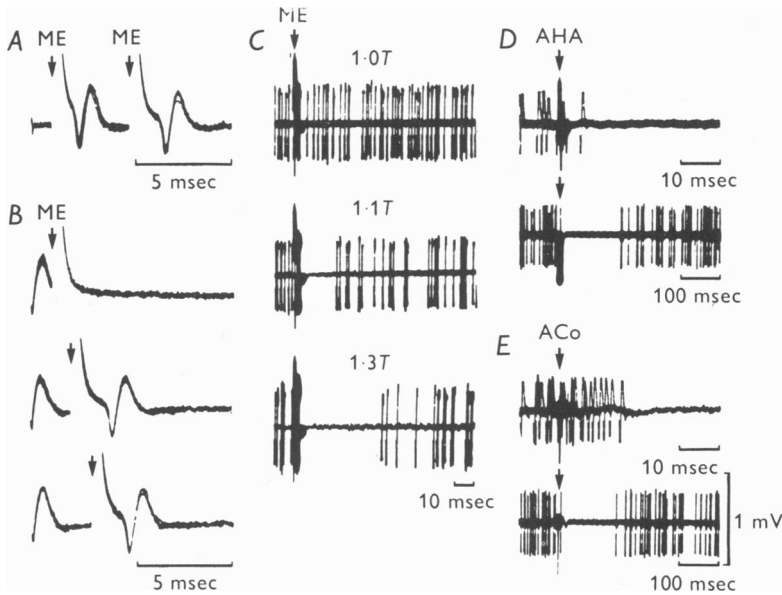 A ME ME
5 msec
B ME
5 msec
C ME
1·0T
1·1T
1·3T
10 msec
D AHA
10 msec
100 msec
E ACo
10 msec
1 mV
100 msec